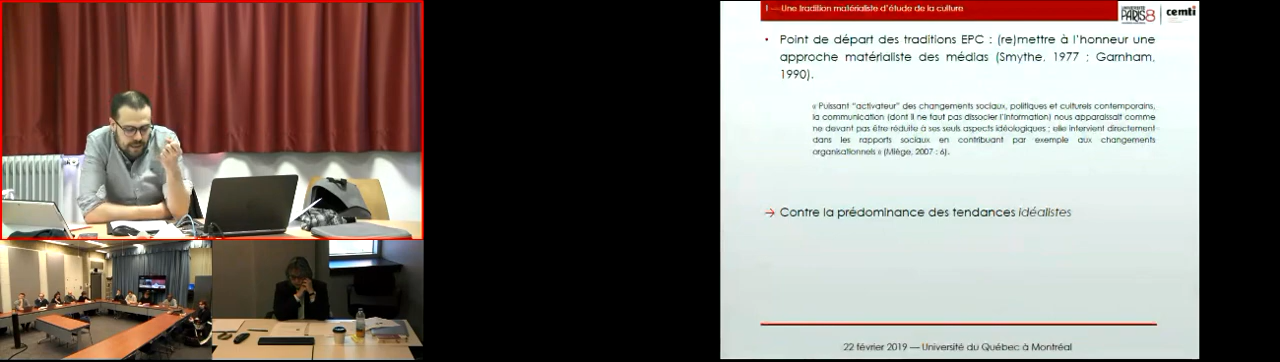 I — Une tradition matérialiste d'étude de la culture
UNIVERSITÉ
PARIS8
cemti
• Point de départ des traditions EPC : (re)mettre à l'honneur une
approche matérialiste des médias (Smythe, 1977 ; Garnham,
1990).
« Puissant "activateur" des changements sociaux, politiques et culturels contemporains,
la communication (dont il ne faut pas dissocier l'information) nous apparaissait comme
ne devant pas être réduite à ses seuls aspects idéologiques ; elle intervient directement
dans les rapports sociaux en contribuant par exemple aux changements
organisationnels » (Miège, 2007 : 6).
→ Contre la prédominance des tendances idéalistes
22 février 2019 — Université du Québec à Montréal